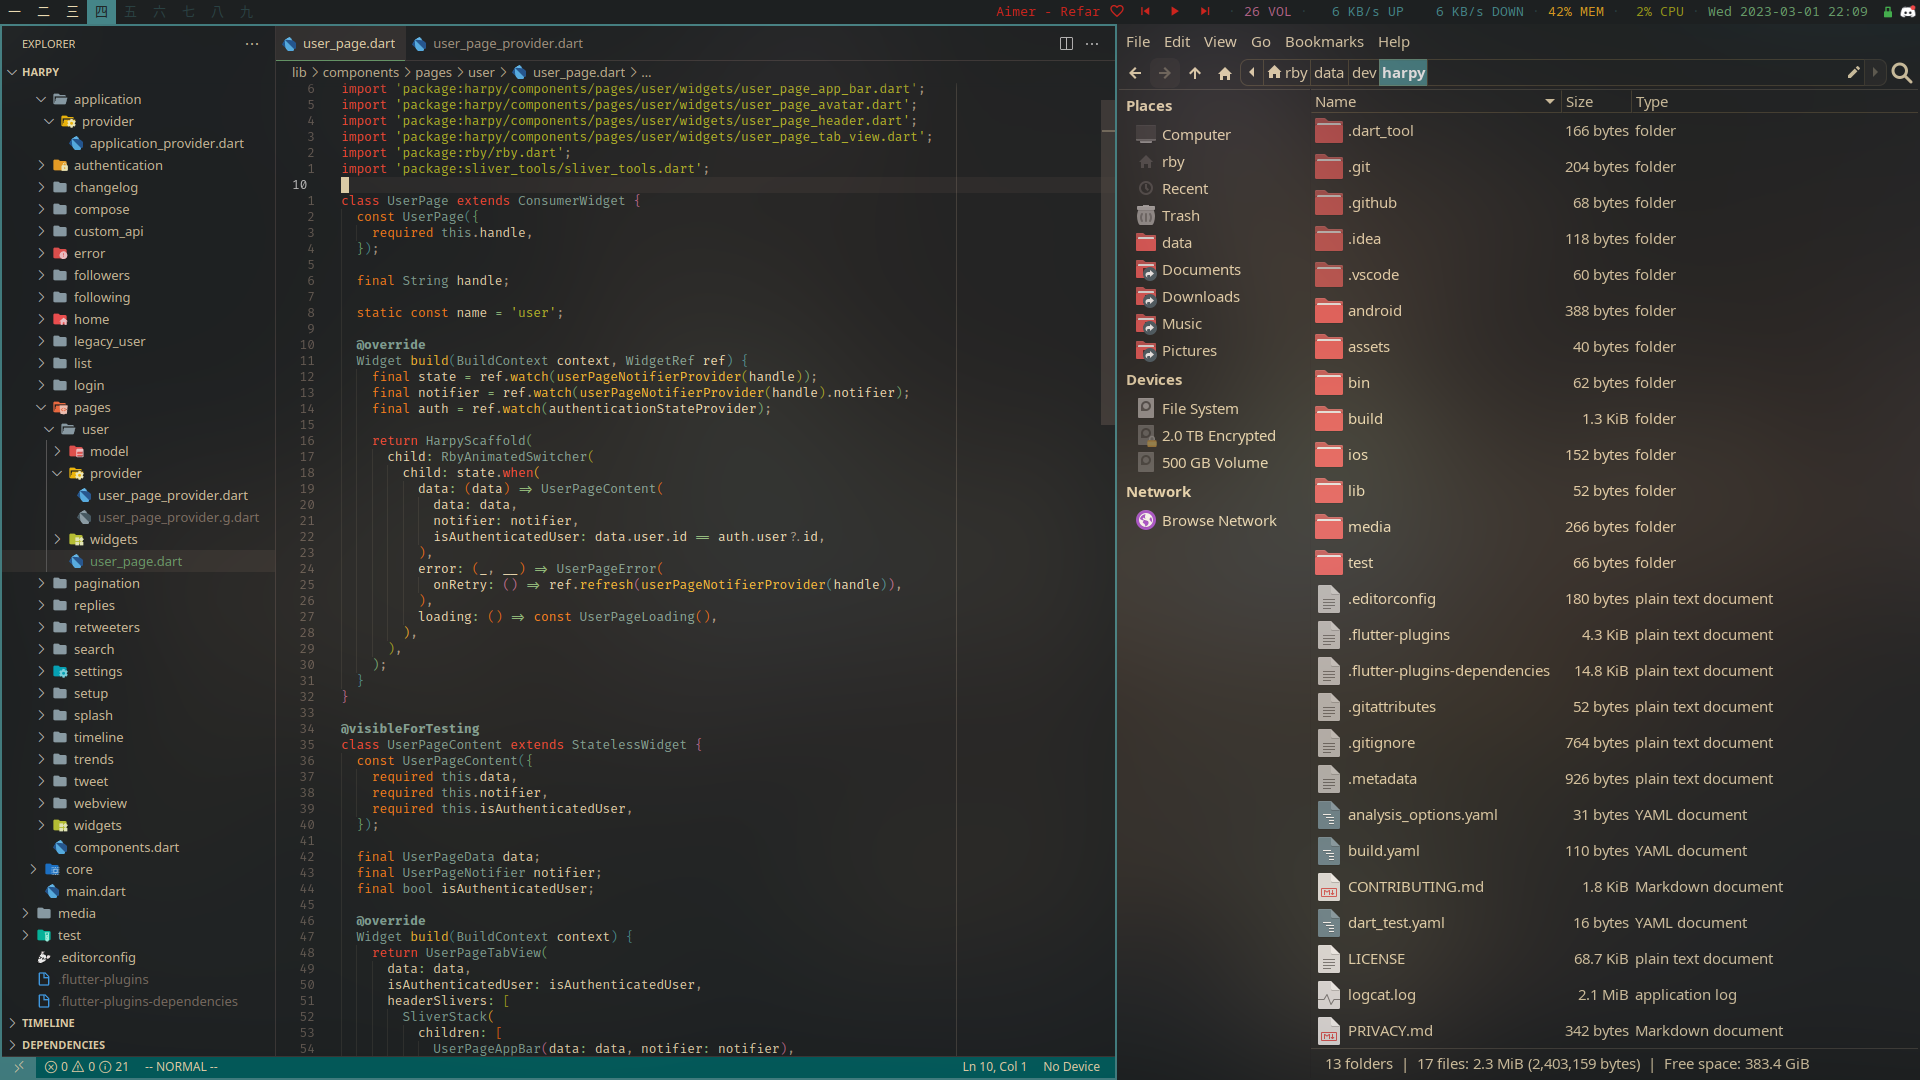 一 二 三 四 五 六 七 八 九
Aimer - Refar
26 VOL
6 KB/s UP
6 KB/s DOWN
42% MEM
2% CPU
Wed 2023-03-01 22:09
EXPLORER
HARPY
application
provider
application_provider.dart
authentication
changelog
compose
custom_api
error
followers
following
home
legacy_user
list
login
pages
user
model
provider
user_page_provider.dart
user_page_provider.g.dart
widgets
user_page.dart
pagination
replies
retweeters
search
settings
setup
splash
timeline
trends
tweet
webview
widgets
components.dart
core
main.dart
media
test
.editorconfig
.flutter-plugins
.flutter-plugins-dependencies
TIMELINE
DEPENDENCIES
user_page.dart
user_page_provider.dart
lib > components > pages > user > user_page.dart > ...
6 import 'package:harpy/components/pages/user/widgets/user_page_app_bar.dart';
5 import 'package:harpy/components/pages/user/widgets/user_page_avatar.dart';
4 import 'package:harpy/components/pages/user/widgets/user_page_header.dart';
3 import 'package:harpy/components/pages/user/widgets/user_page_tab_view.dart';
2 import 'package:rby/rby.dart';
1 import 'package:sliver_tools/sliver_tools.dart';
10
1 class UserPage extends ConsumerWidget {
2 const UserPage({
3 required this.handle,
4 });
5
6 final String handle;
7
8 static const name = 'user';
9
10 @override
11 Widget build(BuildContext context, WidgetRef ref) {
12 final state = ref.watch(userPageNotifierProvider(handle));
13 final notifier = ref.watch(userPageNotifierProvider(handle).notifier);
14 final auth = ref.watch(authenticationStateProvider);
15
16 return HarpyScaffold(
17 child: RbyAnimatedSwitcher(
18 child: state.when(
19 data: (data) => UserPageContent(
20 data: data,
21 notifier: notifier,
22 isAuthenticatedUser: data.user.id == auth.user?.id,
23 ),
24 error: (_, __) => UserPageError(
25 onRetry: () => ref.refresh(userPageNotifierProvider(handle)),
26 ),
27 loading: () => const UserPageLoading(),
28 ),
29 ),
30 );
31 }
32 }
33
34 @visibleForTesting
35 class UserPageContent extends StatelessWidget {
36 const UserPageContent({
37 required this.data,
38 required this.notifier,
39 required this.isAuthenticatedUser,
40 });
41
42 final UserPageData data;
43 final UserPageNotifier notifier;
44 final bool isAuthenticatedUser;
45
46 @override
47 Widget build(BuildContext context) {
48 return UserPageTabView(
49 data: data,
50 isAuthenticatedUser: isAuthenticatedUser,
51 headerSlivers: [
52 SliverStack(
53 children: [
54 UserPageAppBar(data: data, notifier: notifier),
0 0 21 -- NORMAL --
Ln 10, Col 1 No Device
File Edit View Go Bookmarks Help
rby data dev harpy
Places
Computer
rby
Recent
Trash
data
Documents
Downloads
Music
Pictures
Devices
File System
2.0 TB Encrypted
500 GB Volume
Network
Browse Network
Name Size Type
.dart_tool 166 bytes folder
.git 204 bytes folder
.github 68 bytes folder
.idea 118 bytes folder
.vscode 60 bytes folder
android 388 bytes folder
assets 40 bytes folder
bin 62 bytes folder
build 1.3 KiB folder
ios 152 bytes folder
lib 52 bytes folder
media 266 bytes folder
test 66 bytes folder
.editorconfig 180 bytes plain text document
.flutter-plugins 4.3 KiB plain text document
.flutter-plugins-dependencies 14.8 KiB plain text document
.gitattributes 52 bytes plain text document
.gitignore 764 bytes plain text document
.metadata 926 bytes plain text document
analysis_options.yaml 31 bytes YAML document
build.yaml 110 bytes YAML document
CONTRIBUTING.md 1.8 KiB Markdown document
dart_test.yaml 16 bytes YAML document
LICENSE 68.7 KiB plain text document
logcat.log 2.1 MiB application log
PRIVACY.md 342 bytes Markdown document
13 folders | 17 files: 2.3 MiB (2,403,159 bytes) | Free space: 383.4 GiB